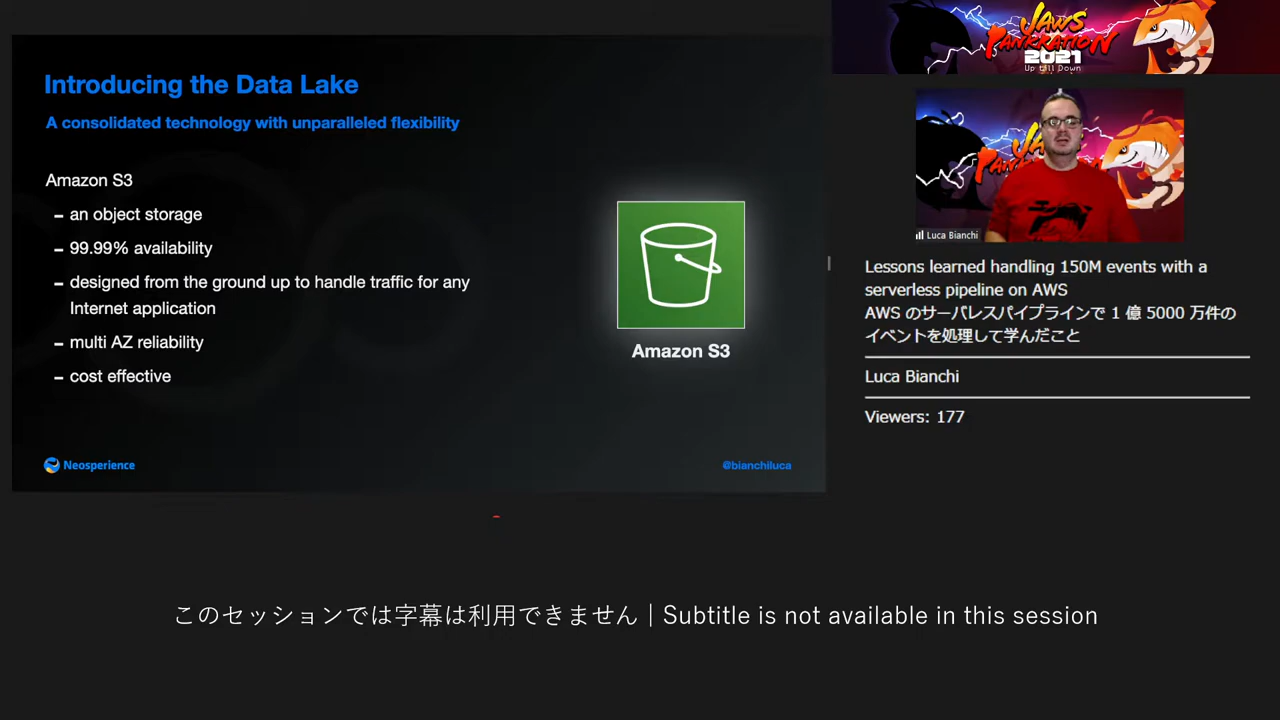 Introducing the Data Lake
A consolidated technology with unparalleled flexibility
Amazon S3
– an object storage
– 99.99% availability
– designed from the ground up to handle traffic for any
Internet application
– multi AZ reliability
– cost effective
Amazon S3
Neosperience
@bianchiluca
JAWS
PANKRATION
2021
Up till Down
Luca Bianchi
Lessons learned handling 150M events with a
serverless pipeline on AWS
AWS のサーバレスパイプラインで 1 億 5000 万件の
イベントを処理して学んだこと
Luca Bianchi
Viewers: 177
このセッションでは字幕は利用できません | Subtitle is not available in this session